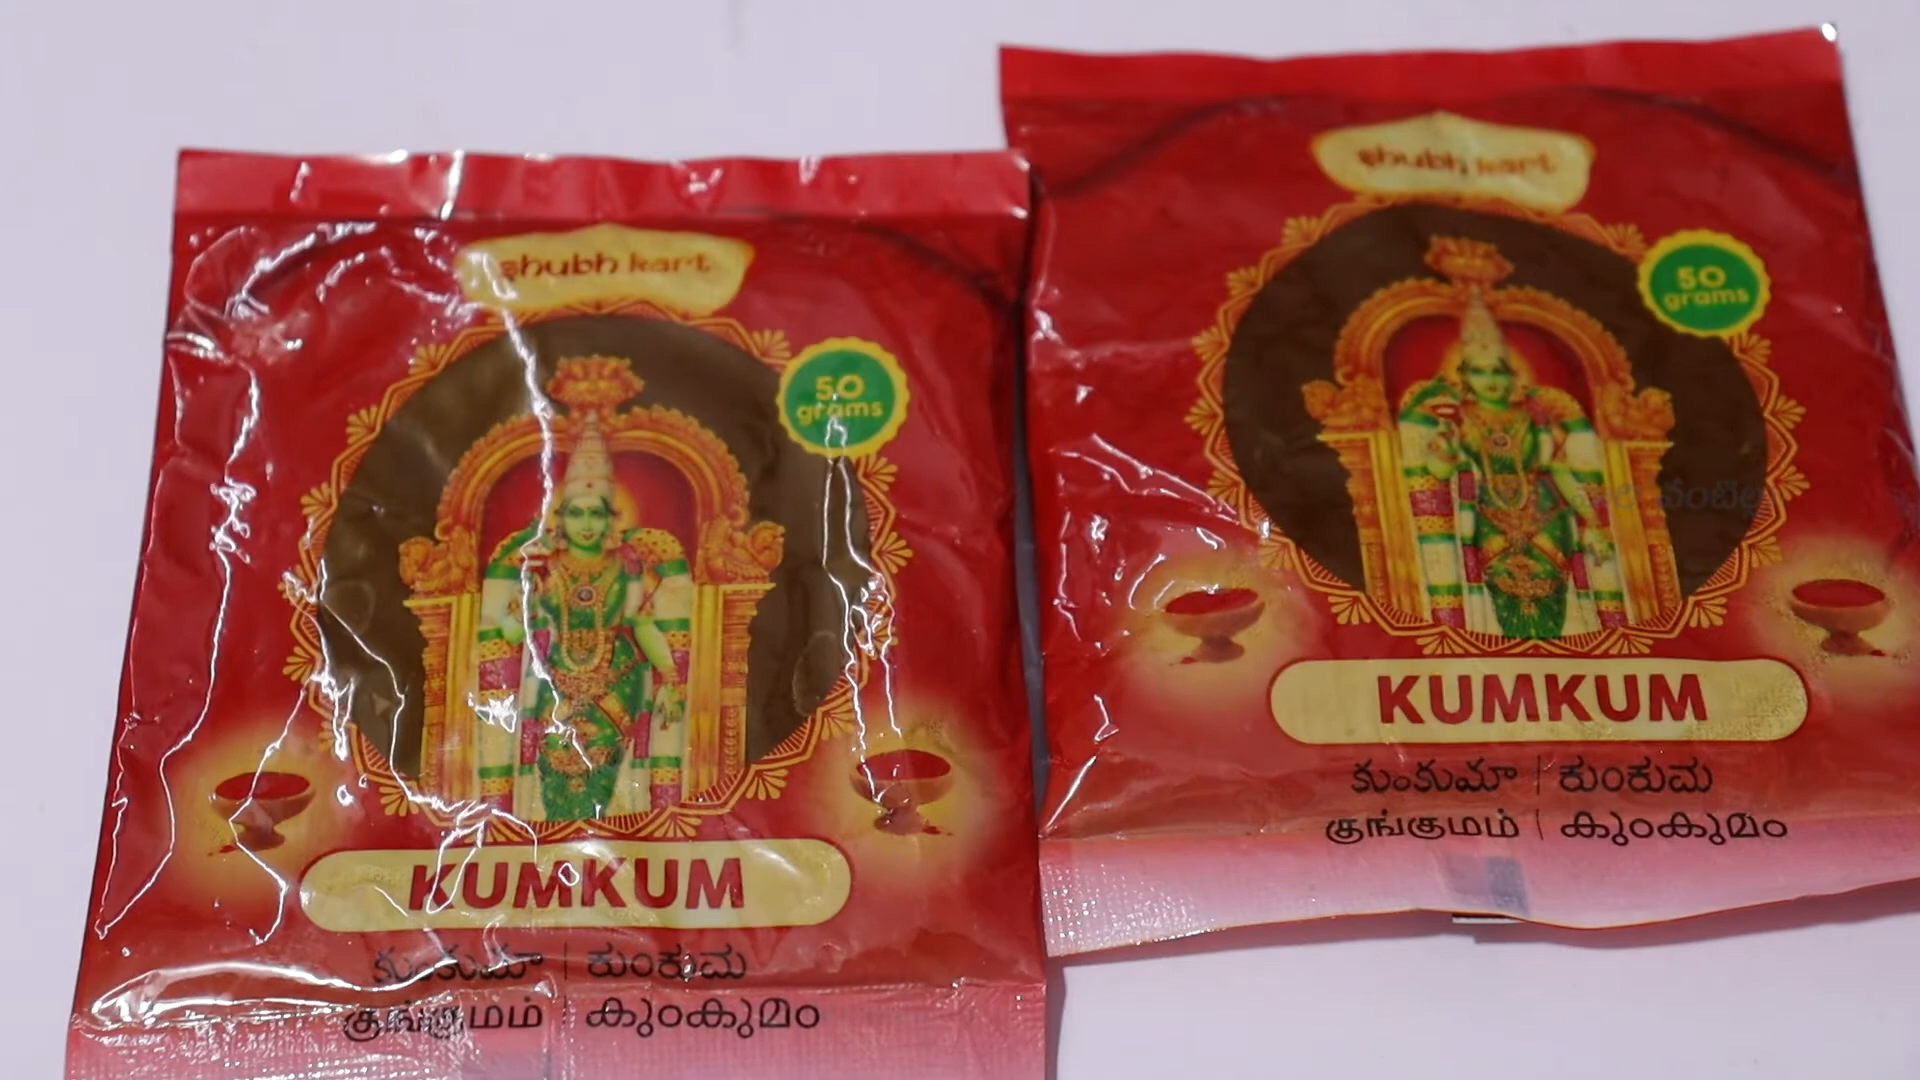 shubh kart
50
grams
KUMKUM
కుంకుమా | ಕುಂಕುಮ
குங்குமம் | കുംകുമം
shubh kart
50
grams
KUMKUM
కుంకుమా | ಕುಂಕುಮ
குங்குமம் | കുംകുമം